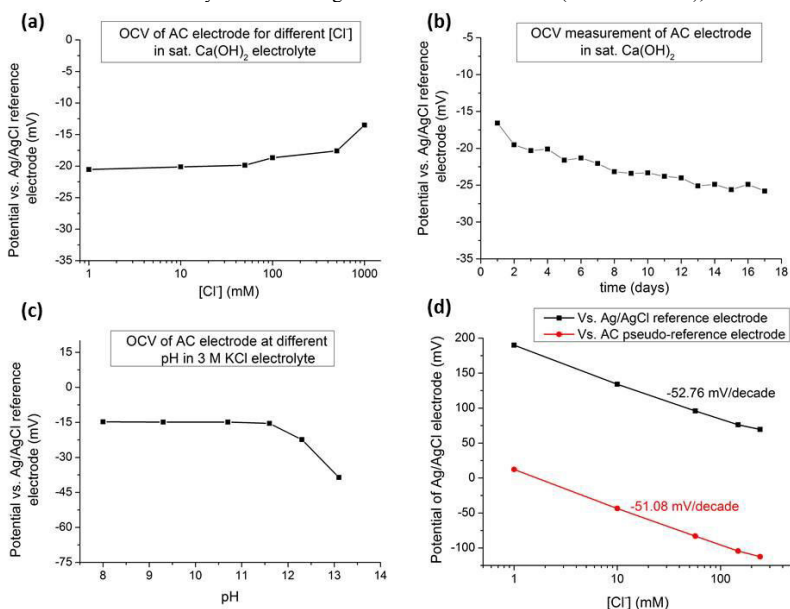 (a)
OCV of AC electrode for different [Cl⁻]
in sat. Ca(OH)₂ electrolyte
Potential vs. Ag/AgCl reference
electrode (mV)
0
-5
-10
-15
-20
-25
-30
-35
1
10
100
1000
[Cl⁻] (mM)
(b)
OCV measurement of AC electrode
in sat. Ca(OH)₂
Potential vs. Ag/AgCl reference
electrode (mV)
-5
-10
-15
-20
-25
-30
-35
0
2
4
6
8
10
12
14
16
18
time (days)
(c)
OCV of AC electrode at different
pH in 3 M KCl electrolyte
Potential vs. Ag/AgCl reference
electrode (mV)
15
0
-15
-30
-45
-60
-75
8
9
10
11
12
13
14
pH
(d)
Vs. Ag/AgCl reference electrode
Vs. AC pseudo-reference electrode
Potential of Ag/AgCl electrode (mV)
200
150
100
50
0
-50
-100
-52.76 mV/decade
-51.08 mV/decade
1
10
100
[Cl⁻] (mM)